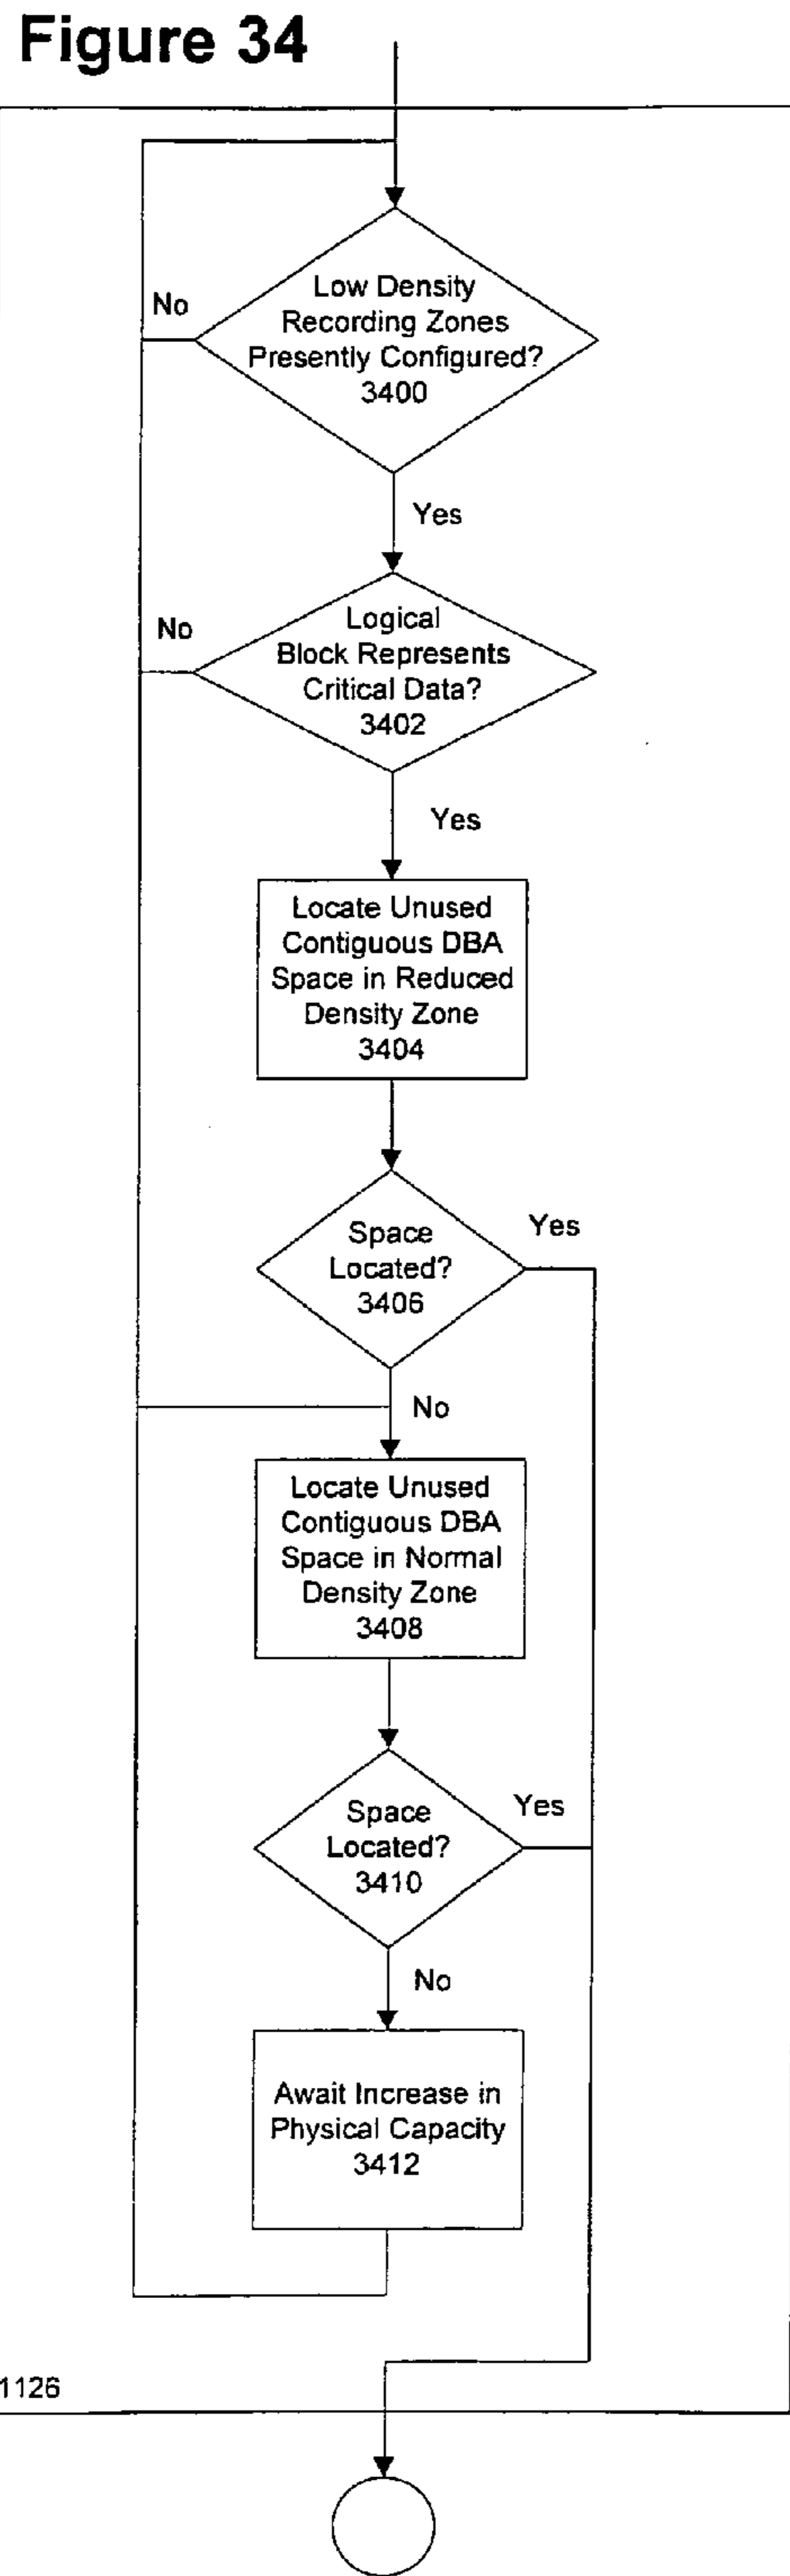 Figure 34
Low Density
Recording Zones
Presently Configured?
3400
No
Yes
Logical
Block Represents
Critical Data?
3402
No
Yes
Locate Unused
Contiguous DBA
Space in Reduced
Density Zone
3404
Space
Located?
3406
Yes
No
Locate Unused
Contiguous DBA
Space in Normal
Density Zone
3408
Space
Located?
3410
Yes
No
Await Increase in
Physical Capacity
3412
1126